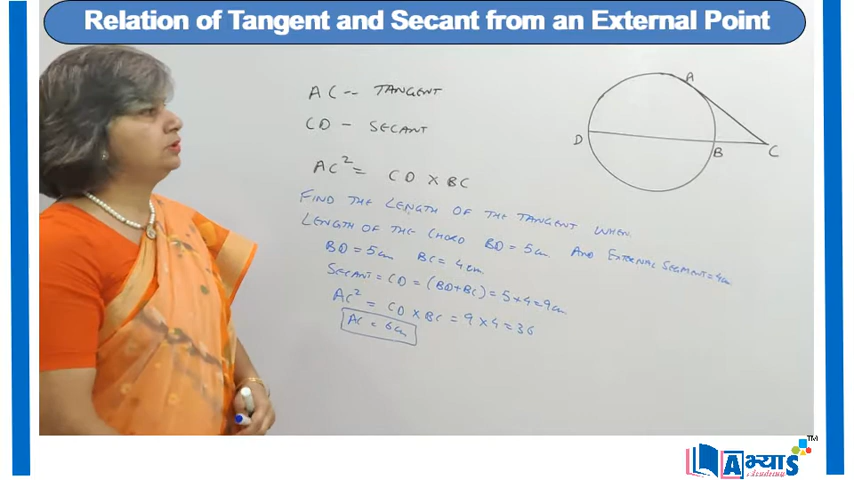 Relation of Tangent and Secant from an External Point
AC -- TANGENT
CD - SECANT
AC² = CD × BC
FIND THE LENGTH OF THE TANGENT WHEN
LENGTH OF THE CHORD BD = 5cm AND EXTERNAL SEGMENT = 4cm
BD = 5cm BC = 4cm
SECANT = CD = (BD+BC) = 5+4=9cm
AC² = CD × BC = 9 × 4 = 36
AC = 6cm
A
D
B
C
TM
Aभ्याS
Academy